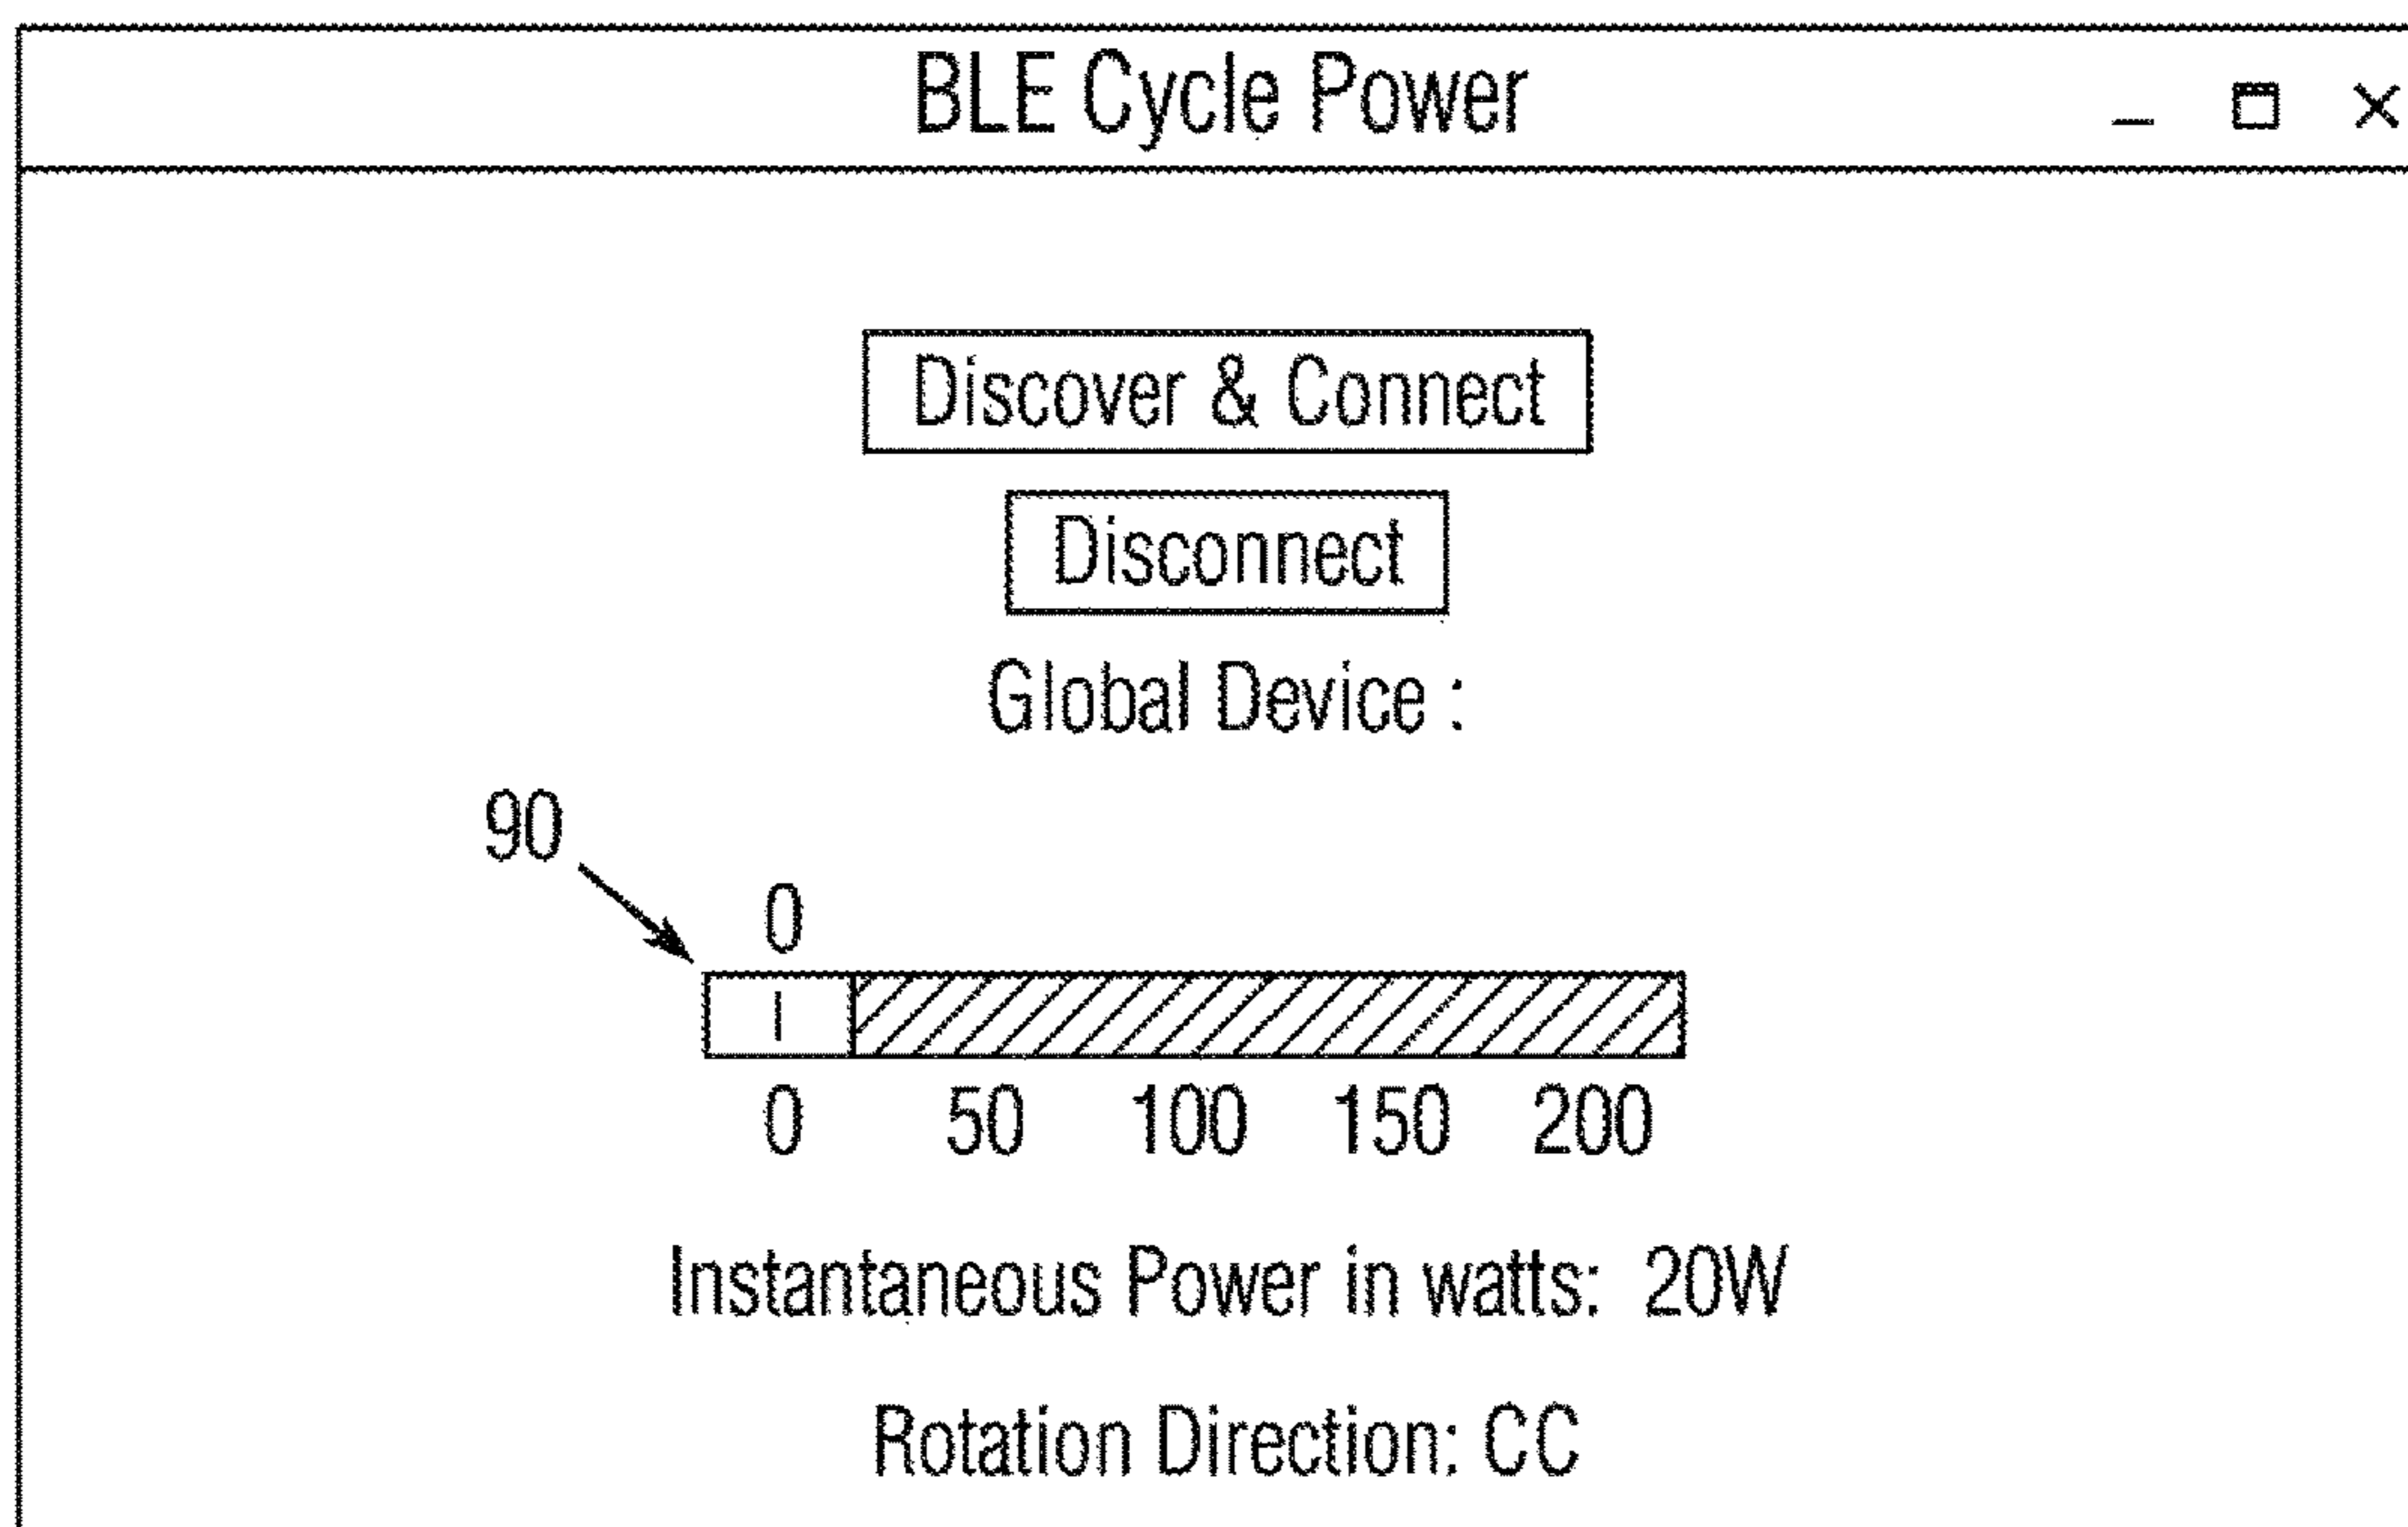 BLE Cycle Power
Discover & Connect
Disconnect
Global Device :
90
0
0 50 100 150 200
Instantaneous Power in watts: 20W
Rotation Direction: CC